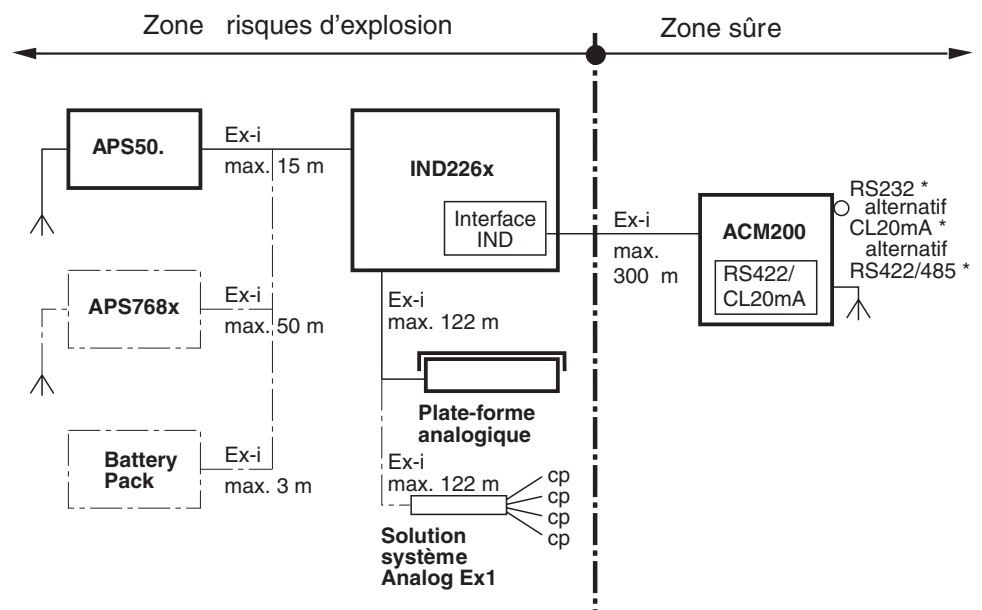 Zone risques d'explosion
Zone sûre
APS50.
Ex-i
max. 15 m
IND226x
Interface
IND
Ex-i
max.
300 m
ACM200
RS422/
CL20mA
RS232 *
alternatif
CL20mA *
alternatif
RS422/485 *
APS768x
Ex-i
max. 50 m
Ex-i
max. 122 m
Plate-forme
analogique
Battery
Pack
Ex-i
max. 3 m
Ex-i
max. 122 m
cp
cp
cp
cp
Solution
système
Analog Ex1